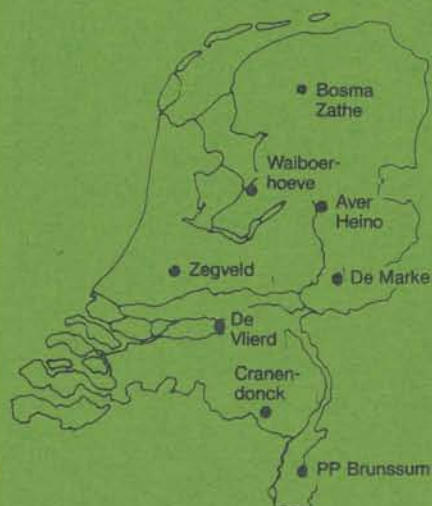 Bosma
Zathe
Waiboer-
hoeve
Aver
Heino
Zegveld
De Marke
De
Vlierd
Cranen-
donck
PP Brunssum